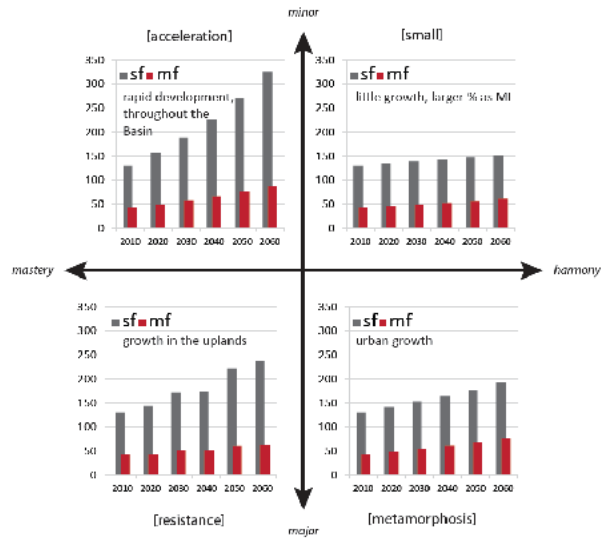 minor
[acceleration]
[small]
350
300
250
200
150
100
50
0
sf mf
rapid development,
throughout the
Basin
2010 2020 2030 2040 2050 2060
350
300
250
200
150
100
50
0
sf mf
little growth, larger % as MF
2010 2020 2030 2040 2050 2060
mastery
harmony
350
300
250
200
150
100
50
0
sf mf
growth in the uplands
2010 2020 2030 2040 2050 2060
350
300
250
200
150
100
50
0
sf mf
urban growth
2010 2020 2030 2040 2050 2060
[resistance]
[metamorphosis]
major